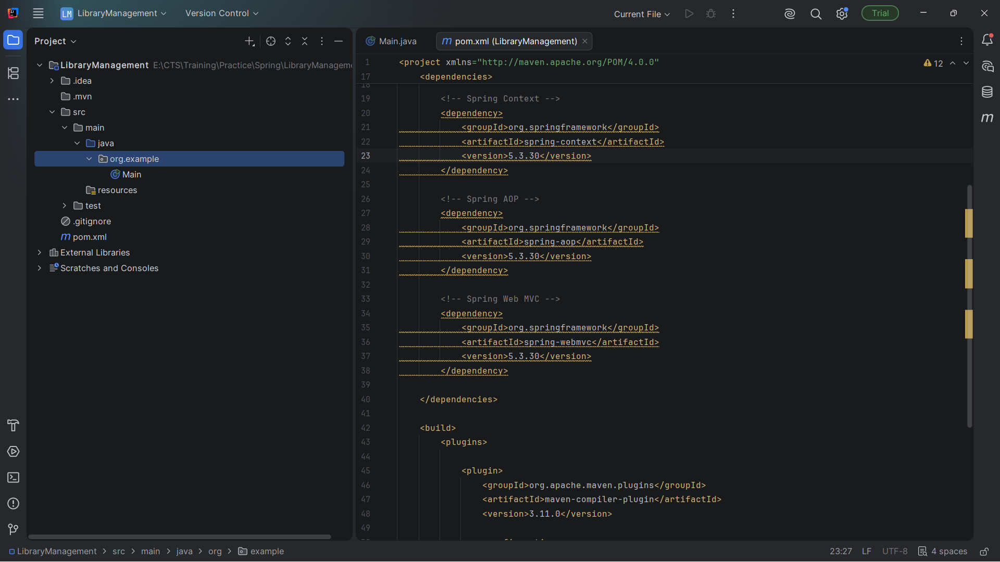 LM LibraryManagement
Version Control
Current File
Trial
Project
LibraryManagement E:\CTS\Training\Practice\Spring\LibraryManageme
.idea
.mvn
src
main
java
org.example
Main
resources
test
.gitignore
m pom.xml
External Libraries
Scratches and Consoles
Main.java
m pom.xml (LibraryManagement)
12
1 <project xmlns="http://maven.apache.org/POM/4.0.0"
17 <dependencies>
18
19 <!-- Spring Context -->
20 <dependency>
21 <groupId>org.springframework</groupId>
22 <artifactId>spring-context</artifactId>
23 <version>5.3.30</version>
24 </dependency>
25
26 <!-- Spring AOP -->
27 <dependency>
28 <groupId>org.springframework</groupId>
29 <artifactId>spring-aop</artifactId>
30 <version>5.3.30</version>
31 </dependency>
32
33 <!-- Spring Web MVC -->
34 <dependency>
35 <groupId>org.springframework</groupId>
36 <artifactId>spring-webmvc</artifactId>
37 <version>5.3.30</version>
38 </dependency>
39
40 </dependencies>
41
42 <build>
43 <plugins>
44
45 <plugin>
46 <groupId>org.apache.maven.plugins</groupId>
47 <artifactId>maven-compiler-plugin</artifactId>
48 <version>3.11.0</version>
49
m
LibraryManagement > src > main > java > org > example
23:27 LF UTF-8 4 spaces